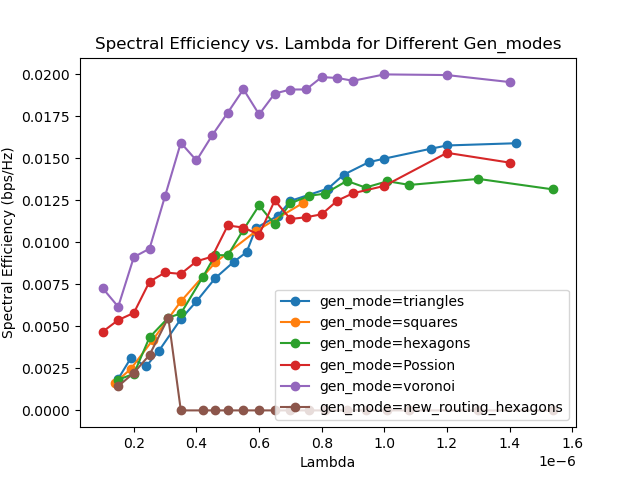 Spectral Efficiency vs. Lambda for Different Gen_modes
Spectral Efficiency (bps/Hz)
0.0200
0.0175
0.0150
0.0125
0.0100
0.0075
0.0050
0.0025
0.0000
gen_mode=triangles
gen_mode=squares
gen_mode=hexagons
gen_mode=Possion
gen_mode=voronoi
gen_mode=new_routing_hexagons
0.2 0.4 0.6 0.8 1.0 1.2 1.4 1.6
Lambda
1e−6